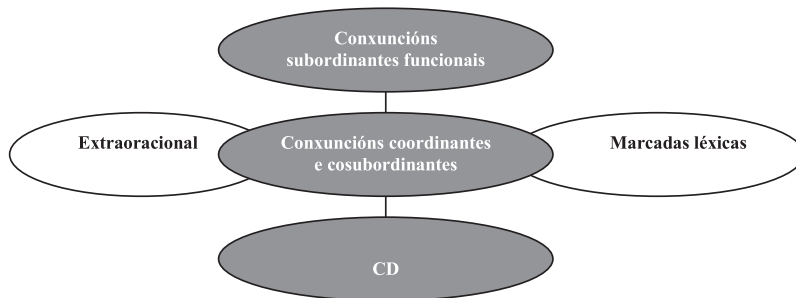 Conxuncións
subordinantes funcionais
Extraoracional
Conxuncións coordinantes
e cosubordinantes
Marcadas léxicas
CD